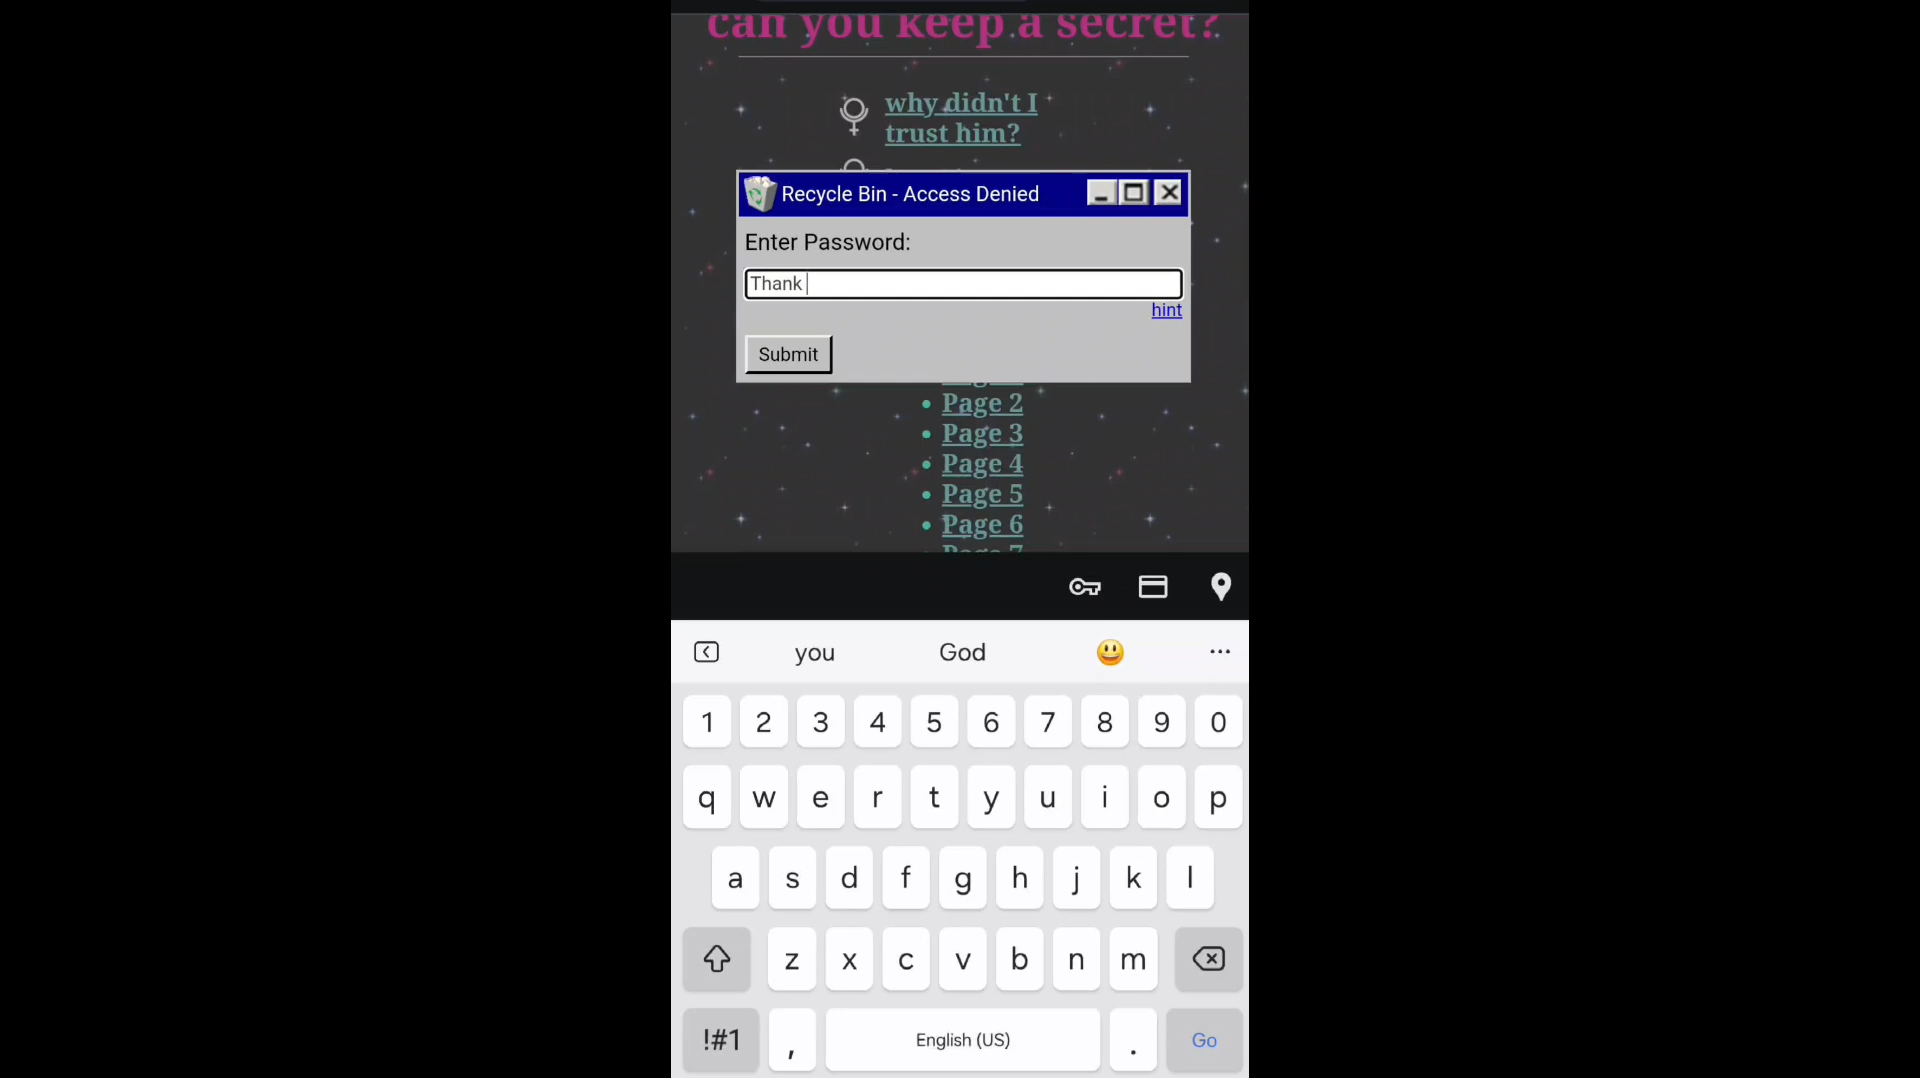 can you keep a secret?
why didn't I
trust him?
Recycle Bin - Access Denied
Enter Password:
Thank
hint
Submit
Page 2
Page 3
Page 4
Page 5
Page 6
Page 7
you God
1 2 3 4 5 6 7 8 9 0
q w e r t y u i o p
a s d f g h j k l
z x c v b n m
!#1 , English (US) . Go